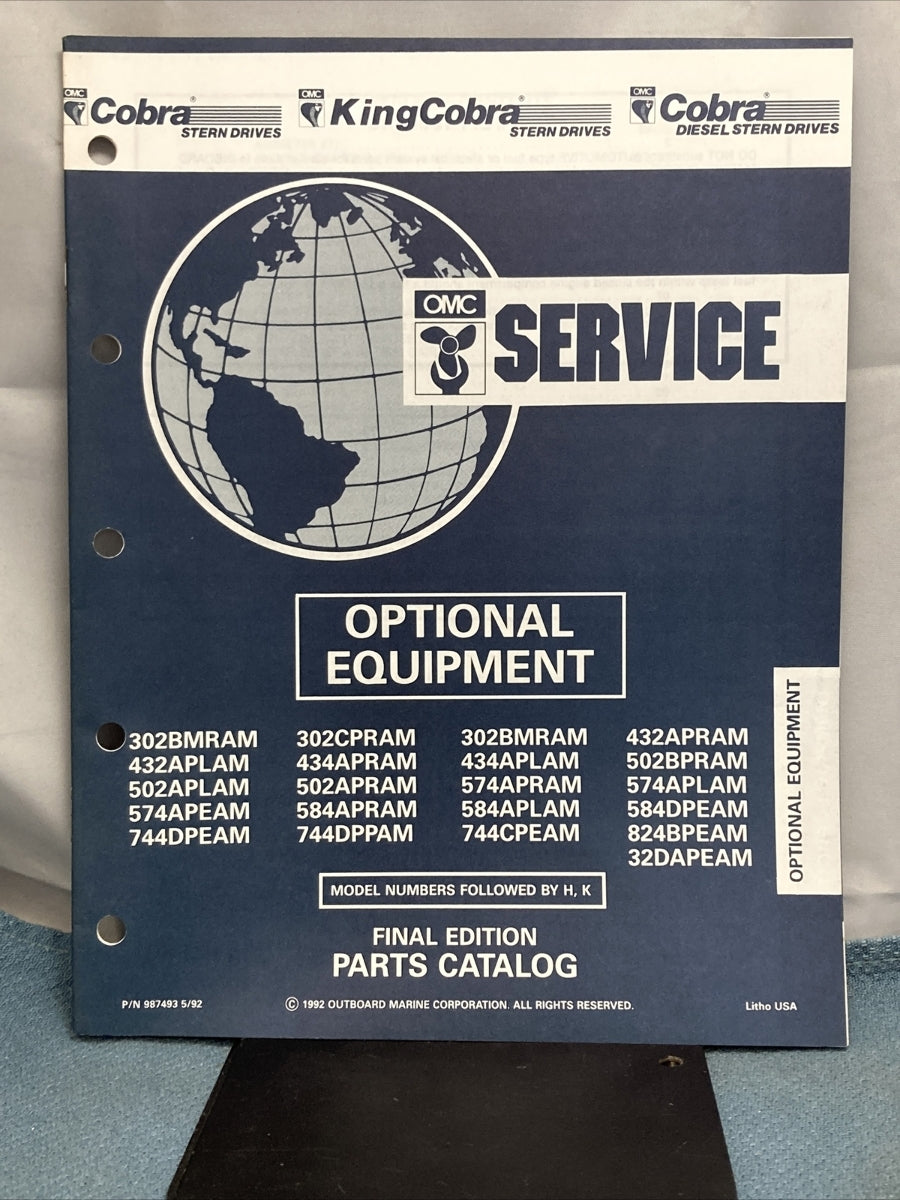 OMC Cobra®
STERN DRIVES
OMC KingCobra®
STERN DRIVES
OMC Cobra®
DIESEL STERN DRIVES
OMC
SERVICE
OPTIONAL
EQUIPMENT
302BMRAM 302CPRAM 302BMRAM 432APRAM
432APLAM 434APRAM 434APLAM 502BPRAM
502APLAM 502APRAM 574APRAM 574APLAM
574APEAM 584APRAM 584APLAM 584DPEAM
744DPEAM 744DPPAM 744CPEAM 824BPEAM
32DAPEAM
OPTIONAL EQUIPMENT
MODEL NUMBERS FOLLOWED BY H, K
FINAL EDITION
PARTS CATALOG
P/N 987493 5/92 © 1992 OUTBOARD MARINE CORPORATION. ALL RIGHTS RESERVED. Litho USA